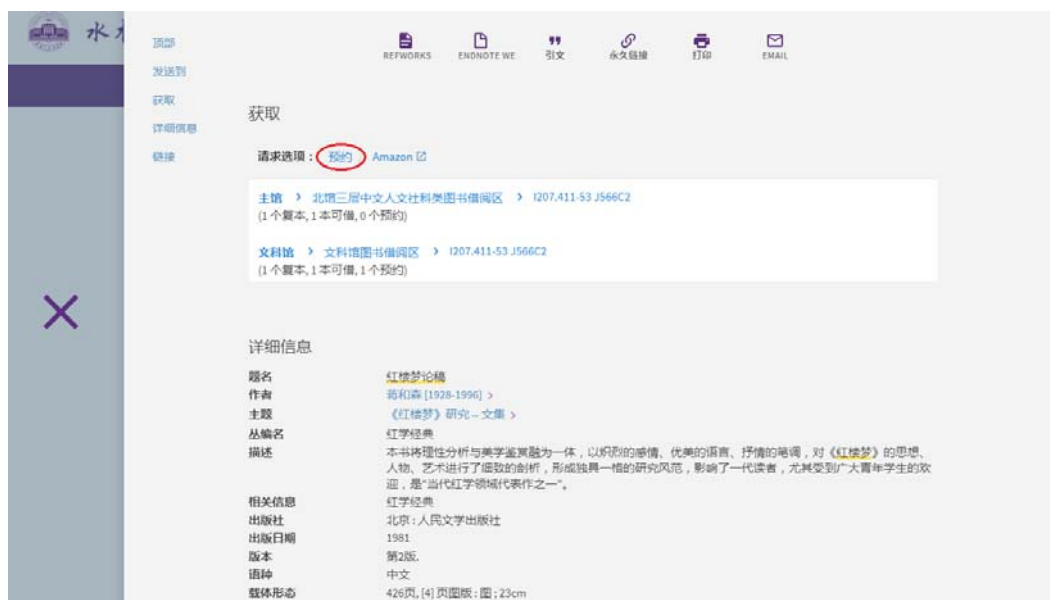 水木
顶部
发送到
获取
详细信息
链接
REFWORKS ENDNOTE WE 引文 永久链接 打印 EMAIL
获取
请求选项： 预约 Amazon
主馆 > 北馆三层中文人文社科类图书借阅区 > I207.411-53 J566C2
(1 个复本, 1 本可借, 0 个预约)
文科馆 > 文科馆图书借阅区 > I207.411-53 J566C2
(1 个复本, 1 本可借, 1 个预约)
详细信息
题名 红楼梦论稿
作者 蒋和森 [1928-1996] >
主题 《红楼梦》研究 -- 文集 >
丛编名 红学经典
描述 本书将理性分析与美学鉴赏融为一体，以炽烈的感情、优美的语言、抒情的笔调，对《红楼梦》的思想、
人物、艺术进行了细致的剖析，形成独具一格的研究风范，影响了一代读者，尤其受到广大青年学生的欢
迎，是“当代红学领域代表作之一”。
相关信息 红学经典
出版社 北京 : 人民文学出版社
出版日期 1981
版本 第2版.
语种 中文
载体形态 426页, [4] 页图版 : 图 ; 23cm